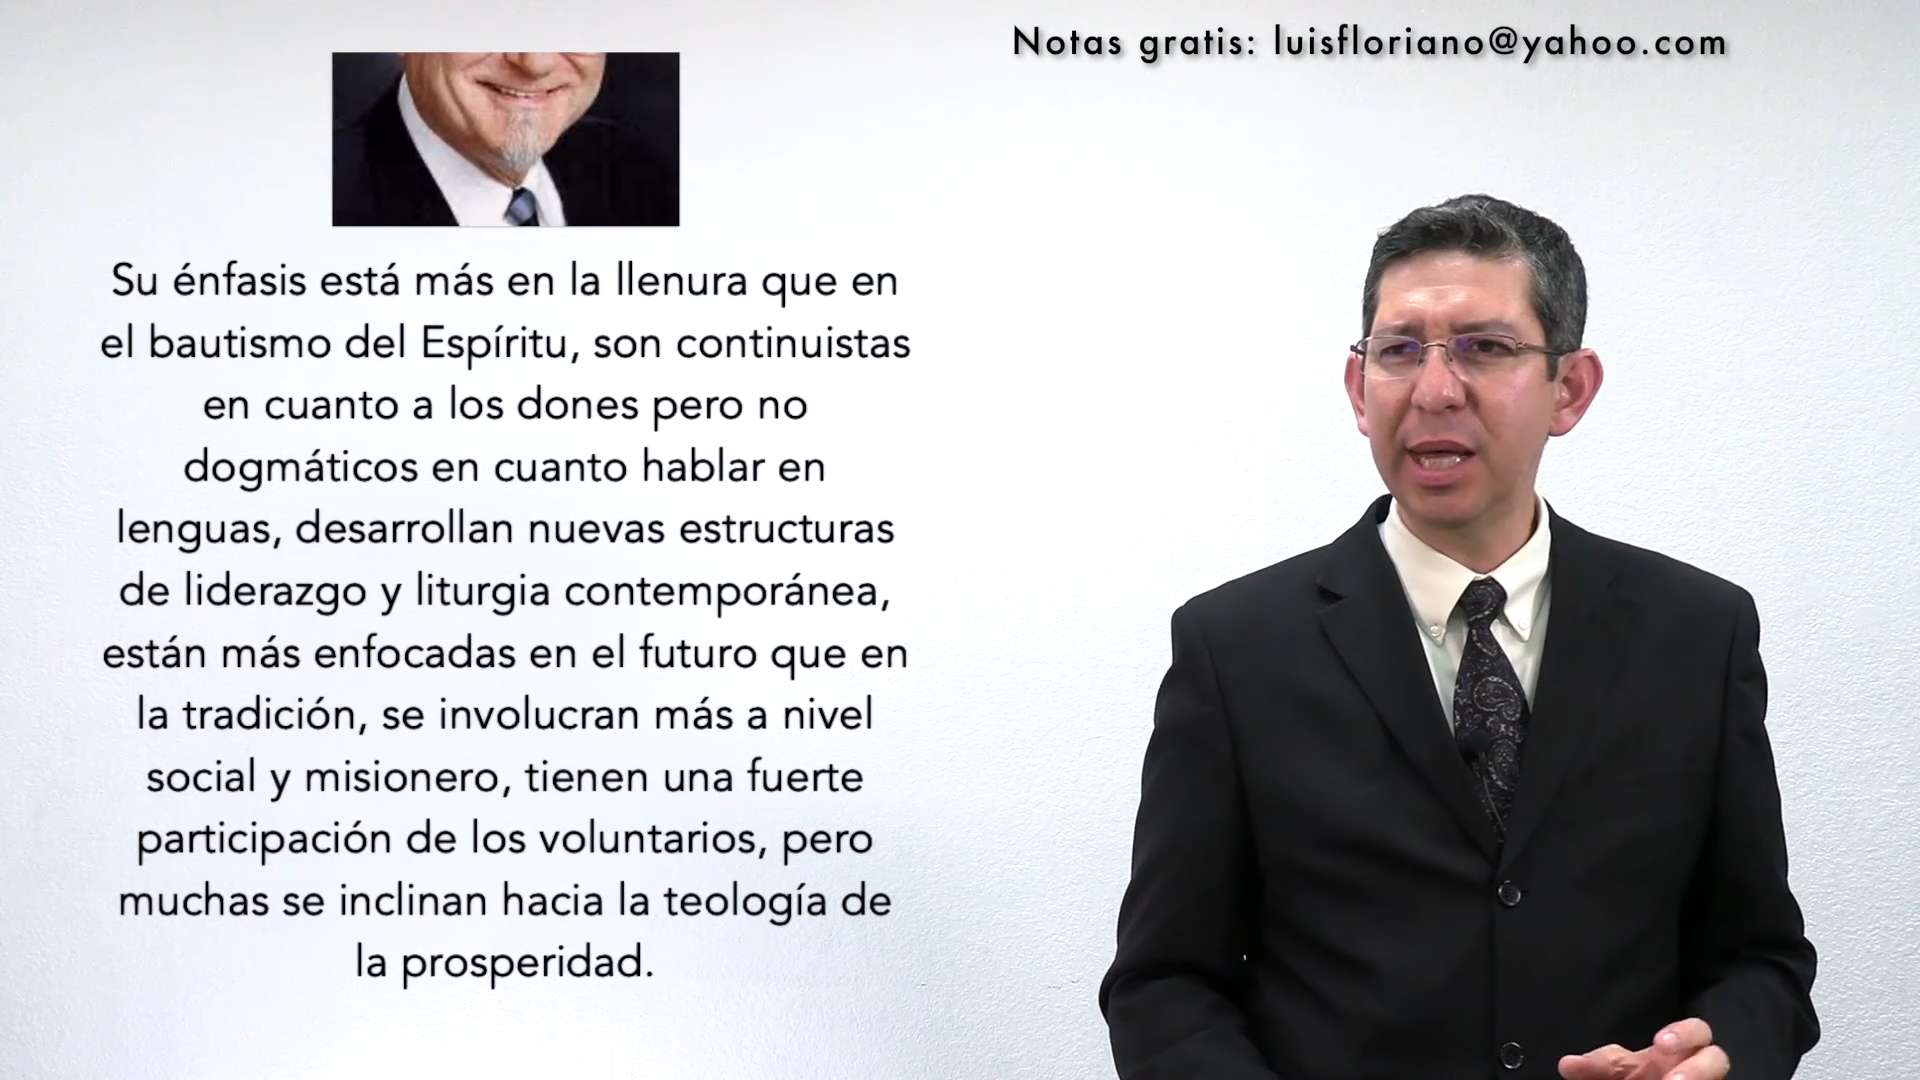 Notas gratis: luisfloriano@yahoo.com
Su énfasis está más en la llenura que en
el bautismo del Espíritu, son continuistas
en cuanto a los dones pero no
dogmáticos en cuanto hablar en
lenguas, desarrollan nuevas estructuras
de liderazgo y liturgia contemporánea,
están más enfocadas en el futuro que en
la tradición, se involucran más a nivel
social y misionero, tienen una fuerte
participación de los voluntarios, pero
muchas se inclinan hacia la teología de
la prosperidad.